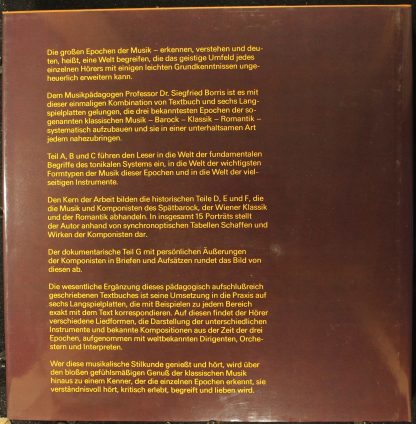 Die großen Epochen der Musik – erkennen, verstehen und deu-
ten, heißt, eine Welt begreifen, die das geistige Umfeld jedes
einzelnen Hörers mit einigen leichten Grundkenntnissen unge-
heuerlich erweitern kann.
Dem Musikpädagogen Professor Dr. Siegfried Borris ist es mit
dieser einmaligen Kombination von Textbuch und sechs Lang-
spielplatten gelungen, die drei bekanntesten Epochen der so-
genannten klassischen Musik – Barock – Klassik – Romantik –
systematisch aufzubauen und sie in einer unterhaltsamen Art
jedem nahezubringen.
Teil A, B und C führen den Leser in die Welt der fundamentalen
Begriffe des tonikalen Systems ein, in die Welt der wichtigsten
Formtypen der Musik dieser Epochen und in die Welt der viel-
seitigen Instrumente.
Den Kern der Arbeit bilden die historischen Teile D, E und F, die
die Musik und Komponisten des Spätbarock, der Wiener Klassik
und der Romantik abhandeln. In insgesamt 15 Porträts stellt
der Autor anhand von synchronoptischen Tabellen Schaffen und
Wirken der Komponisten dar.
Der dokumentarische Teil G mit persönlichen Äußerungen
der Komponisten in Briefen und Aufsätzen rundet das Bild von
diesen ab.
Die wesentliche Ergänzung dieses pädagogisch aufschlußreich
geschriebenen Textbuches ist seine Umsetzung in die Praxis auf
sechs Langspielplatten, die mit Beispielen zu jedem Bereich
exakt mit dem Text korrespondieren. Auf diesen findet der Hörer
verschiedene Liedformen, die Darstellung der unterschiedlichen
Instrumente und bekannte Kompositionen aus der Zeit der drei
Epochen, aufgenommen mit weltbekannten Dirigenten, Orche-
stern und Interpreten.
Wer diese musikalische Stilkunde genießt und hört, wird über
den bloßen gefühlsmäßigen Genuß der klassischen Musik
hinaus zu einem Kenner, der die einzelnen Epochen erkennt, sie
verständnisvoll hört, kritisch erlebt, begreift und lieben wird.